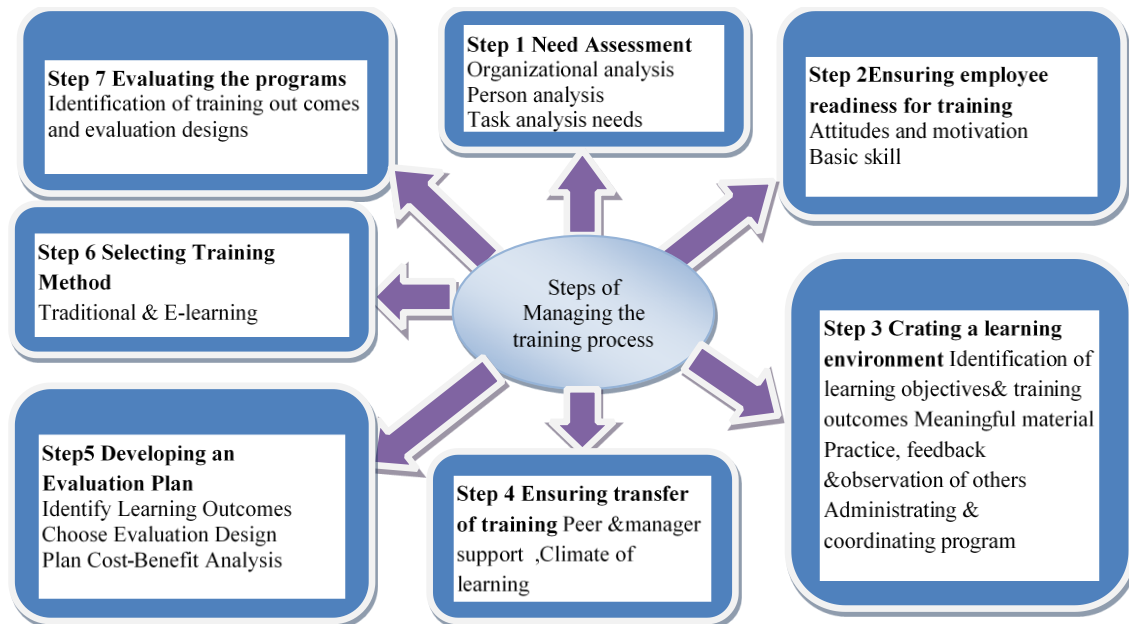 Steps of
Managing the
training process
Step 1 Need Assessment
Organizational analysis
Person analysis
Task analysis needs
Step 2Ensuring employee
readiness for training
Attitudes and motivation
Basic skill
Step 3 Crating a learning
environment Identification of
learning objectives& training
outcomes Meaningful material
Practice, feedback
&observation of others
Administrating &
coordinating program
Step 4 Ensuring transfer
of training Peer &manager
support ,Climate of
learning
Step5 Developing an
Evaluation Plan
Identify Learning Outcomes
Choose Evaluation Design
Plan Cost-Benefit Analysis
Step 6 Selecting Training
Method
Traditional & E-learning
Step 7 Evaluating the programs
Identification of training out comes
and evaluation designs